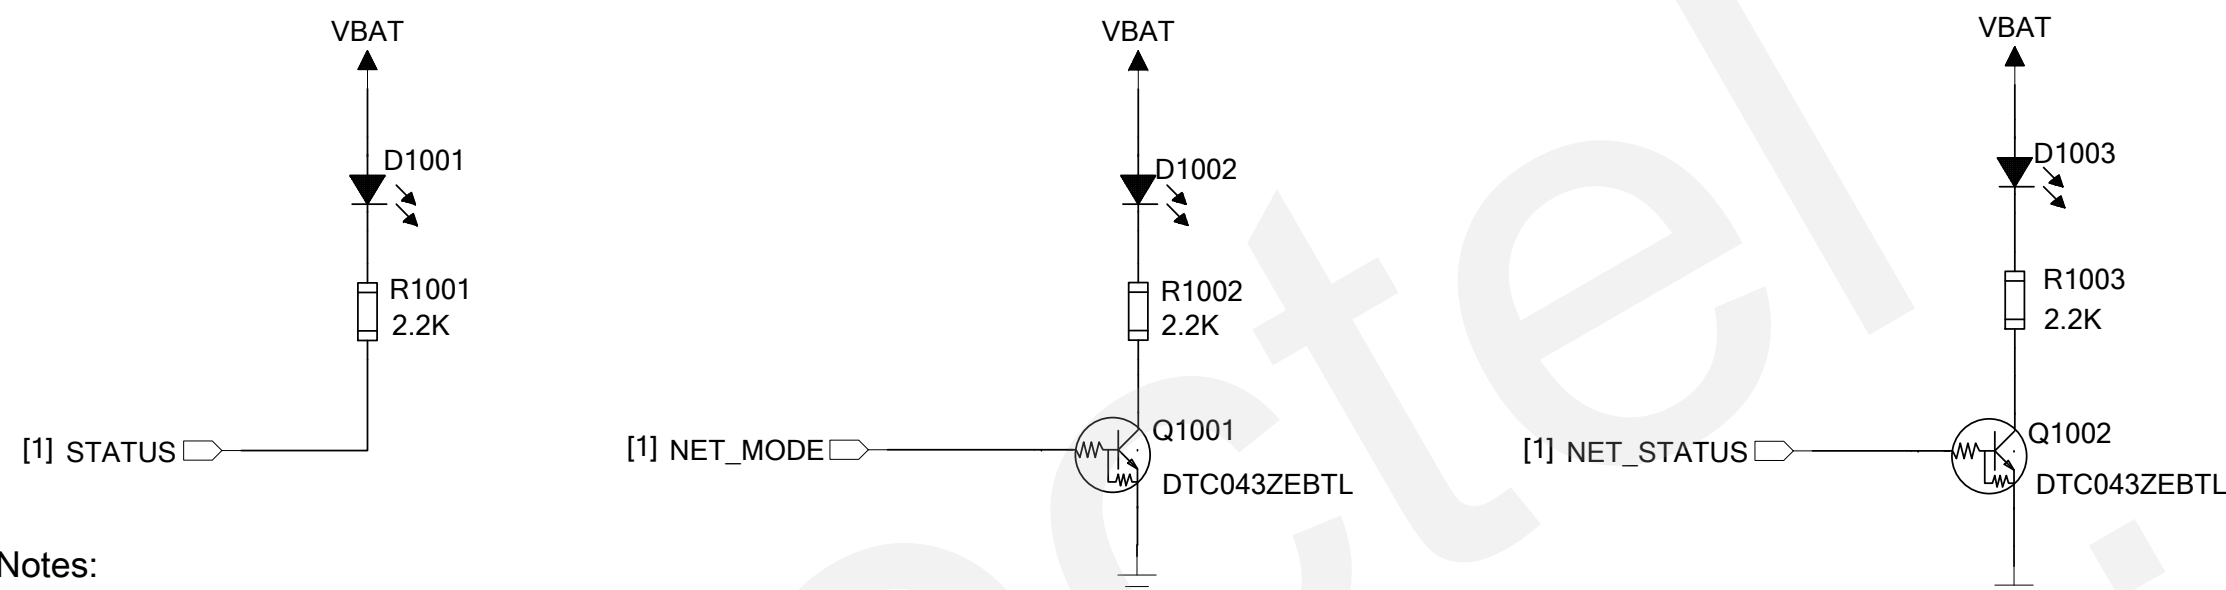 VBAT
D1001
R1001
2.2K
[1] STATUS
VBAT
D1002
R1002
2.2K
[1] NET_MODE
Q1001
DTC043ZEBTL
VBAT
D1003
R1003
2.2K
[1] NET_STATUS
Q1002
DTC043ZEBTL
Notes: